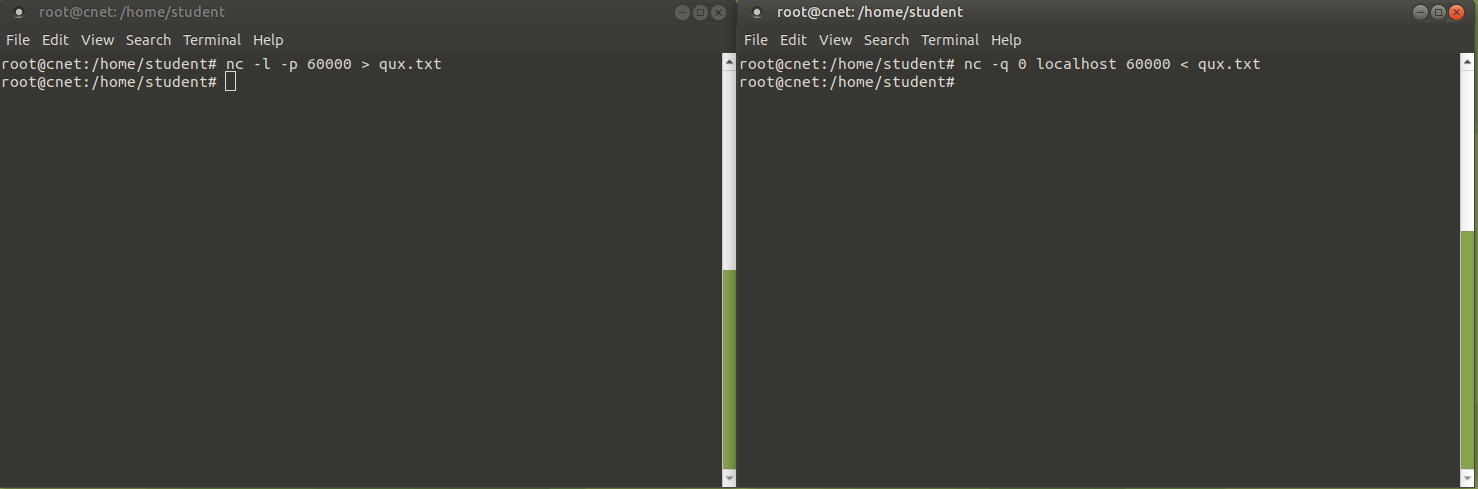 root@cnet: /home/student
File Edit View Search Terminal Help
root@cnet:/home/student# nc -l -p 60000 > qux.txt
root@cnet:/home/student#
root@cnet: /home/student
File Edit View Search Terminal Help
root@cnet:/home/student# nc -q 0 localhost 60000 < qux.txt
root@cnet:/home/student#